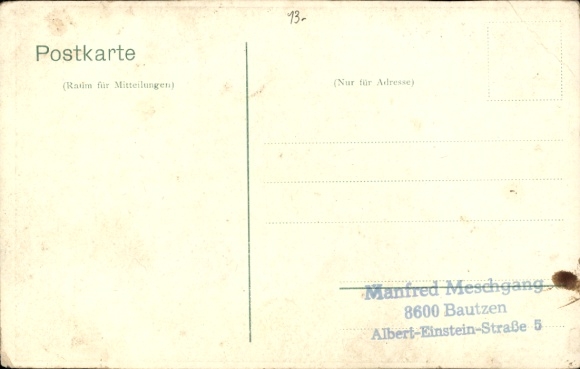 13.-
Postkarte
(Raum für Mitteilungen)
(Nur für Adresse)
Manfred Meschgang
8600 Bautzen
Albert-Einstein-Straße 5